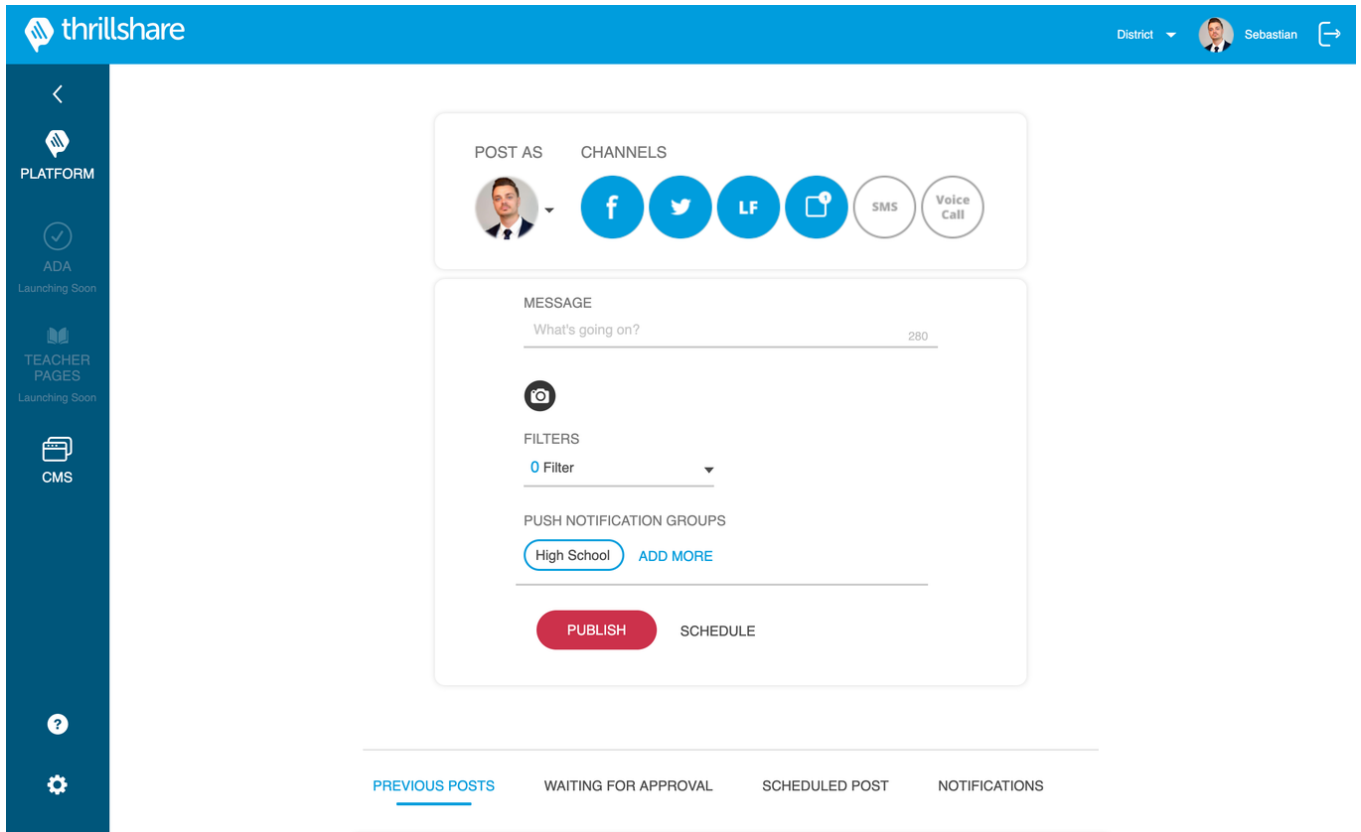 thrillshare
District
Sebastian
PLATFORM
ADA
Launching Soon
TEACHER
PAGES
Launching Soon
CMS
?
POST AS CHANNELS
f
LF
SMS
Voice
Call
MESSAGE
What's going on?
280
FILTERS
0 Filter
PUSH NOTIFICATION GROUPS
High School ADD MORE
PUBLISH SCHEDULE
PREVIOUS POSTS WAITING FOR APPROVAL SCHEDULED POST NOTIFICATIONS